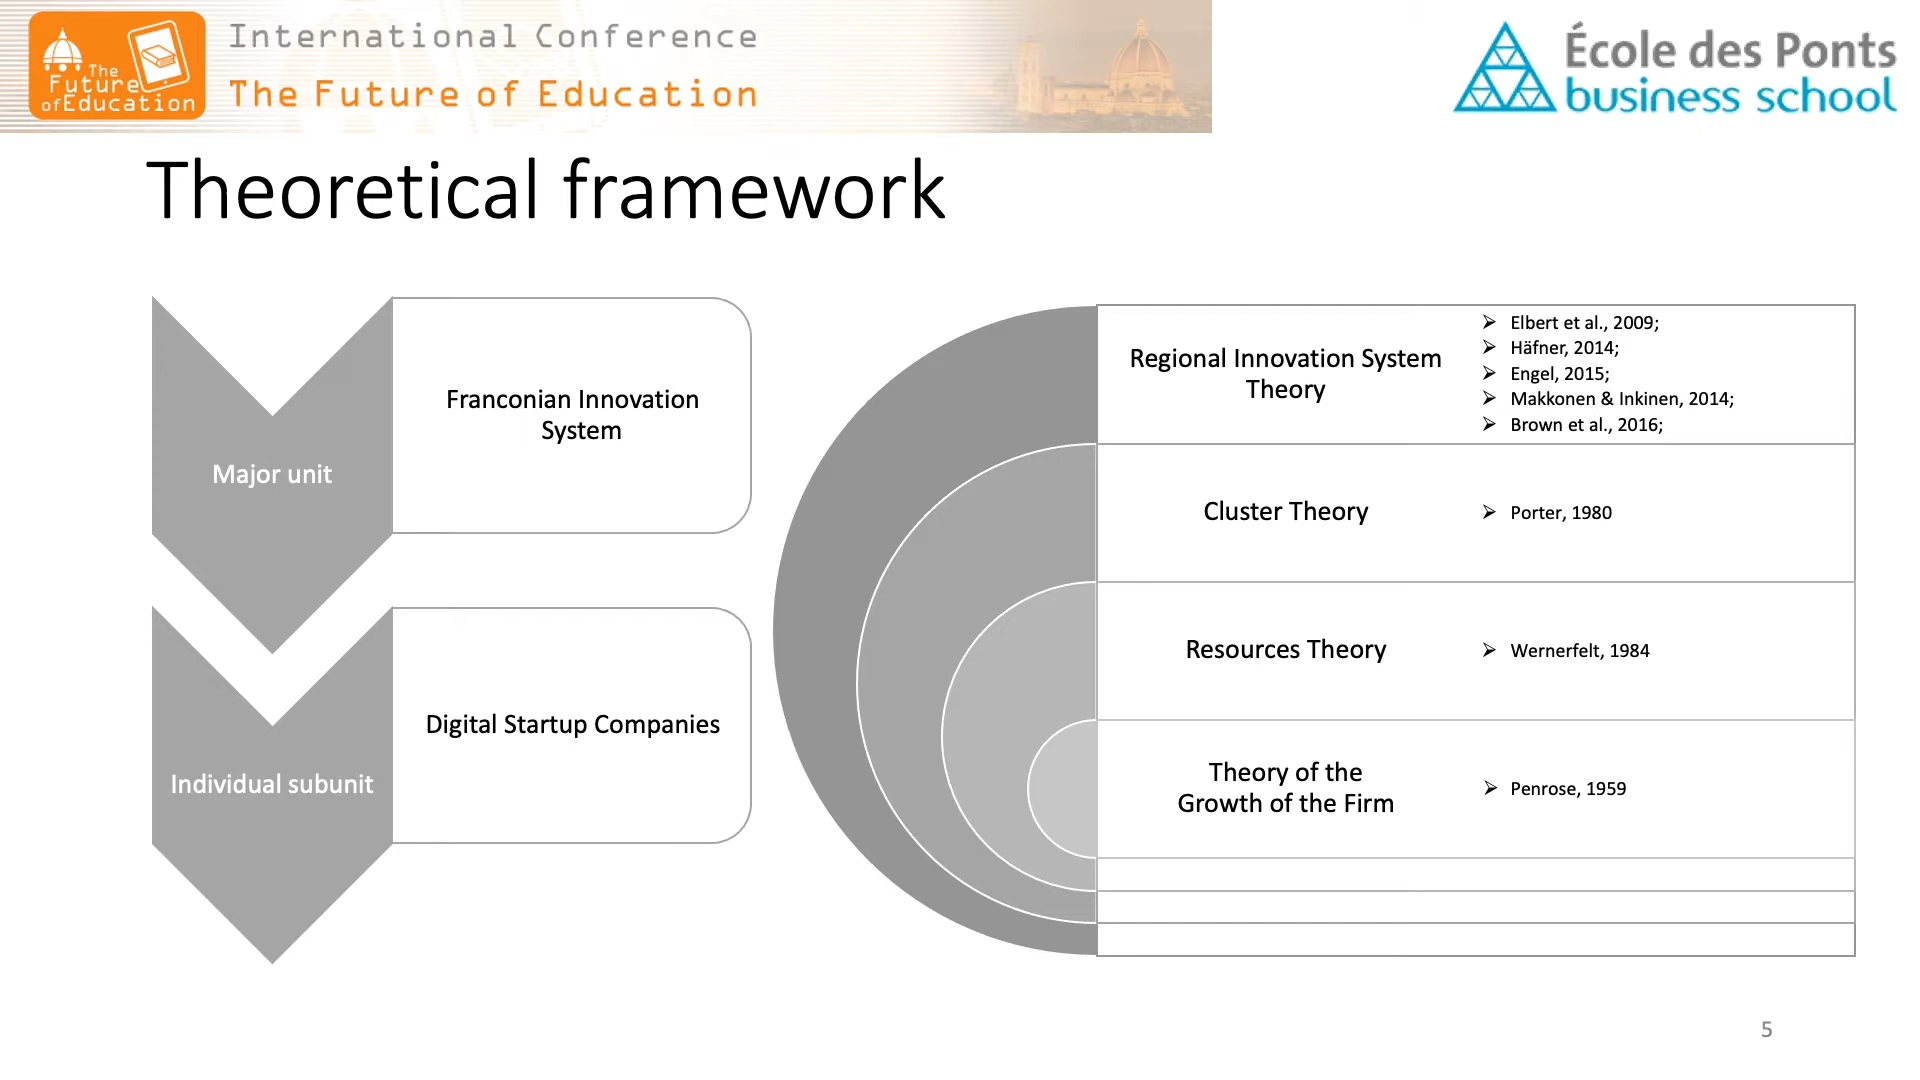 The
Future
of Education
International Conference
The Future of Education
École des Ponts
business school
Theoretical framework
Major unit
Franconian Innovation
System
Individual subunit
Digital Startup Companies
Regional Innovation System
Theory
➢ Elbert et al., 2009;
➢ Häfner, 2014;
➢ Engel, 2015;
➢ Makkonen & Inkinen, 2014;
➢ Brown et al., 2016;
Cluster Theory
➢ Porter, 1980
Resources Theory
➢ Wernerfelt, 1984
Theory of the
Growth of the Firm
➢ Penrose, 1959
5